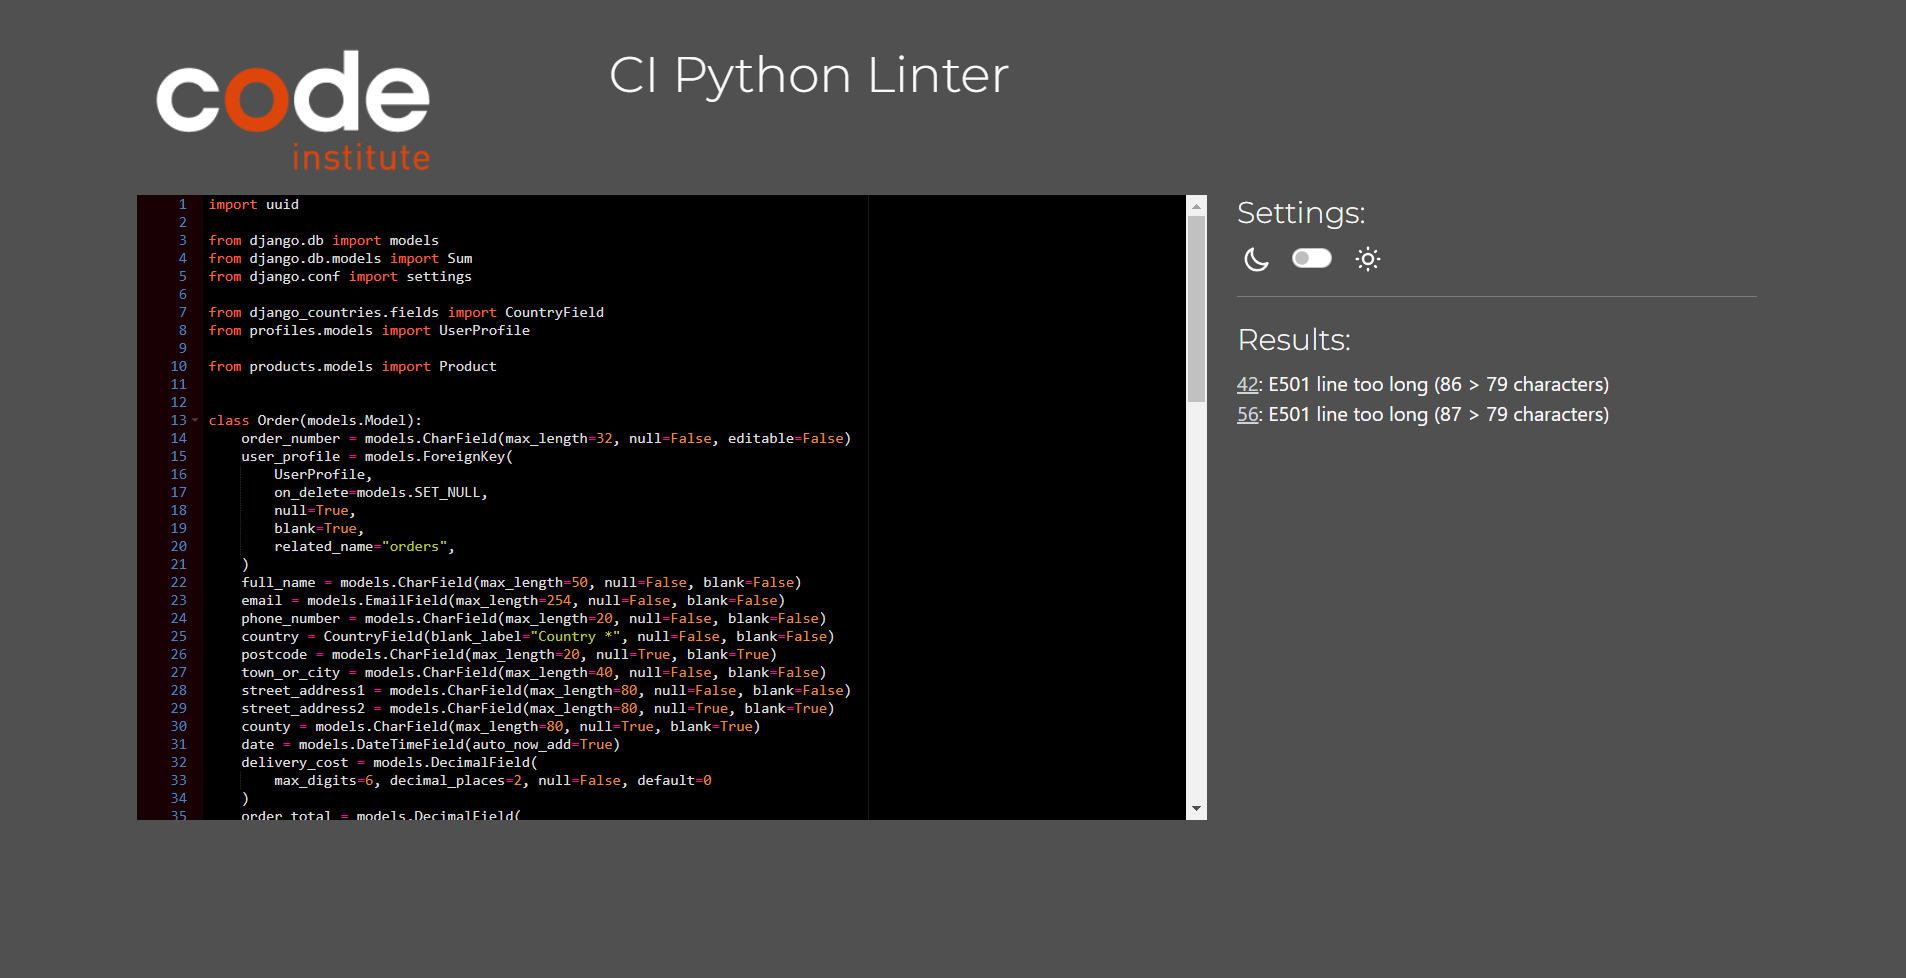 code
institute
CI Python Linter
1 import uuid
2
3 from django.db import models
4 from django.db.models import Sum
5 from django.conf import settings
6
7 from django_countries.fields import CountryField
8 from profiles.models import UserProfile
9
10 from products.models import Product
11
12
13 class Order(models.Model):
14     order_number = models.CharField(max_length=32, null=False, editable=False)
15     user_profile = models.ForeignKey(
16         UserProfile,
17         on_delete=models.SET_NULL,
18         null=True,
19         blank=True,
20         related_name="orders",
21     )
22     full_name = models.CharField(max_length=50, null=False, blank=False)
23     email = models.EmailField(max_length=254, null=False, blank=False)
24     phone_number = models.CharField(max_length=20, null=False, blank=False)
25     country = CountryField(blank_label="Country *", null=False, blank=False)
26     postcode = models.CharField(max_length=20, null=True, blank=True)
27     town_or_city = models.CharField(max_length=40, null=False, blank=False)
28     street_address1 = models.CharField(max_length=80, null=False, blank=False)
29     street_address2 = models.CharField(max_length=80, null=True, blank=True)
30     county = models.CharField(max_length=80, null=True, blank=True)
31     date = models.DateTimeField(auto_now_add=True)
32     delivery_cost = models.DecimalField(
33         max_digits=6, decimal_places=2, null=False, default=0
34     )
35     order_total = models.DecimalField(
Settings:
Results:
42: E501 line too long (86 > 79 characters)
56: E501 line too long (87 > 79 characters)